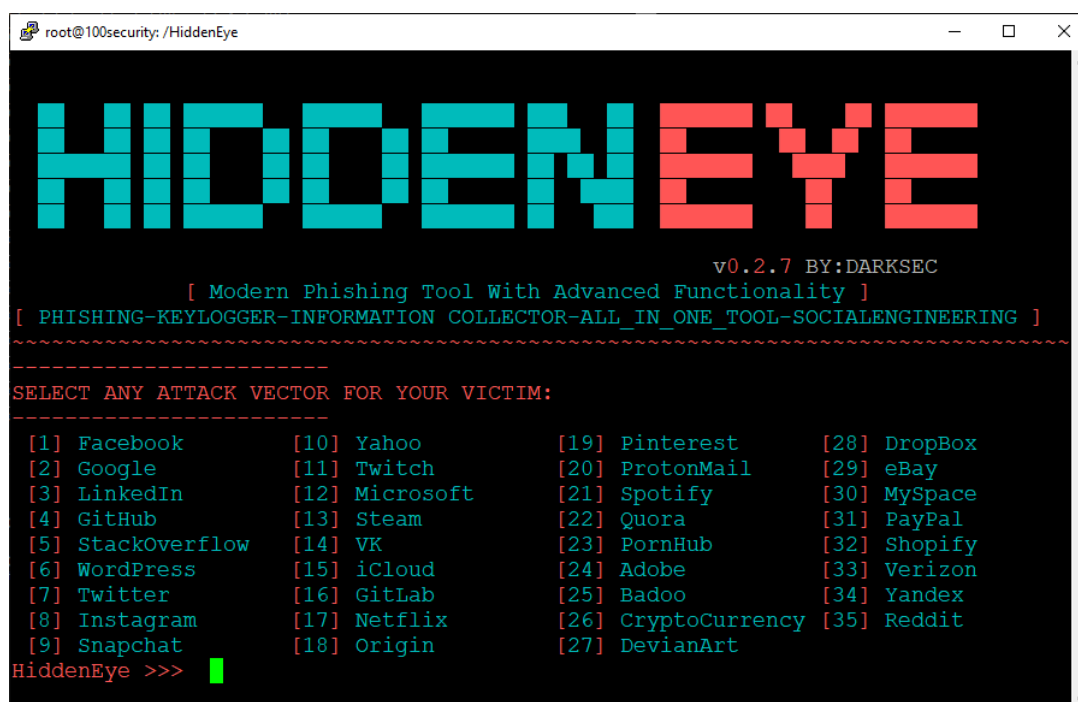 root@100security: /HiddenEye
HIDDENEYE
v0.2.7 BY:DARKSEC
[ Modern Phishing Tool With Advanced Functionality ]
[ PHISHING-KEYLOGGER-INFORMATION COLLECTOR-ALL_IN_ONE_TOOL-SOCIALENGINEERING ]
SELECT ANY ATTACK VECTOR FOR YOUR VICTIM:
[1] Facebook [10] Yahoo [19] Pinterest [28] DropBox
[2] Google [11] Twitch [20] ProtonMail [29] eBay
[3] LinkedIn [12] Microsoft [21] Spotify [30] MySpace
[4] GitHub [13] Steam [22] Quora [31] PayPal
[5] StackOverflow [14] VK [23] PornHub [32] Shopify
[6] WordPress [15] iCloud [24] Adobe [33] Verizon
[7] Twitter [16] GitLab [25] Badoo [34] Yandex
[8] Instagram [17] Netflix [26] CryptoCurrency [35] Reddit
[9] Snapchat [18] Origin [27] DevianArt
HiddenEye >>>